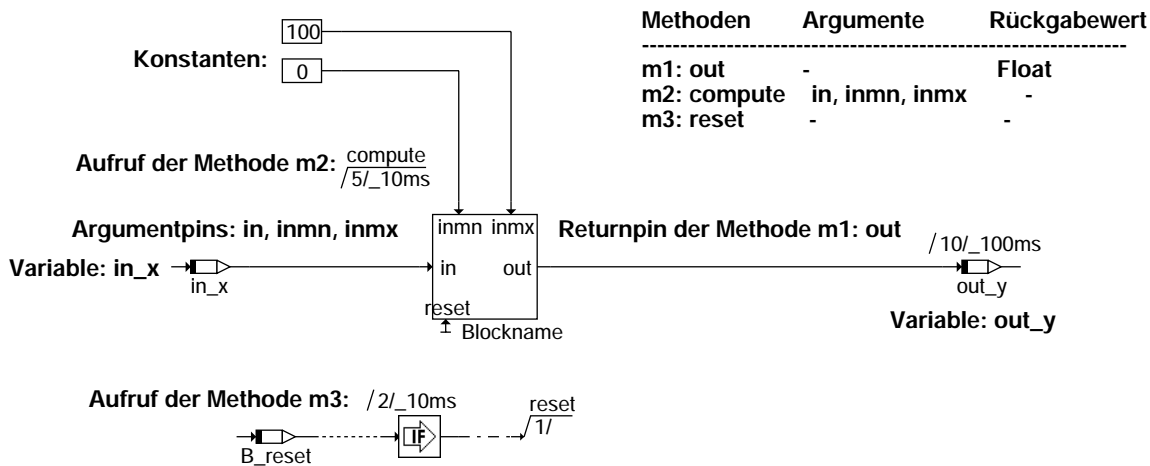 Methoden Argumente Rückgabewert
---------------------------------------------------------------
m1: out - Float
m2: compute in, inmn, inmx -
m3: reset - -
Konstanten:
100
0
Aufruf der Methode m2:
compute
/5/_10ms
Argumentpins: in, inmn, inmx
inmn inmx
Returnpin der Methode m1: out
/10/_100ms
Variable: in_x
in_x
in out
out_y
reset
Blockname
Variable: out_y
Aufruf der Methode m3: /2/_10ms
reset
1/
IF
B_reset